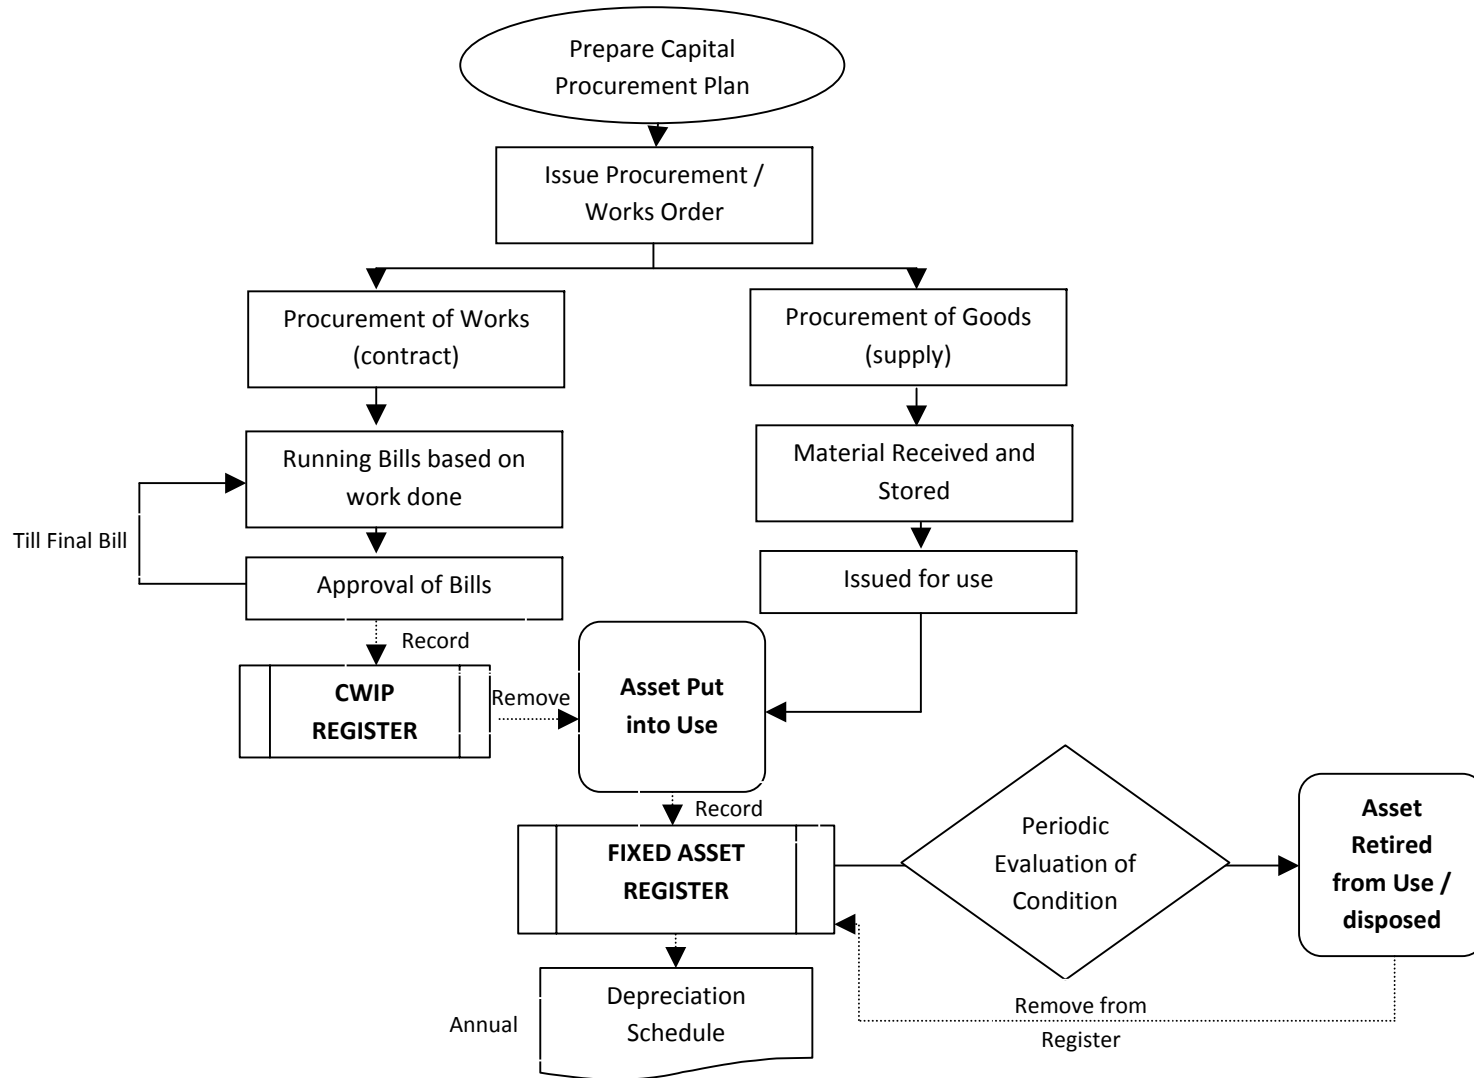 Prepare Capital
Procurement Plan
Issue Procurement /
Works Order
Procurement of Works
(contract)
Procurement of Goods
(supply)
Running Bills based on
work done
Material Received and
Stored
Till Final Bill
Approval of Bills
Issued for use
Record
CWIP
REGISTER
Remove
Asset Put
into Use
Record
FIXED ASSET
REGISTER
Periodic
Evaluation of
Condition
Asset
Retired
from Use /
disposed
Remove from
Register
Annual
Depreciation
Schedule